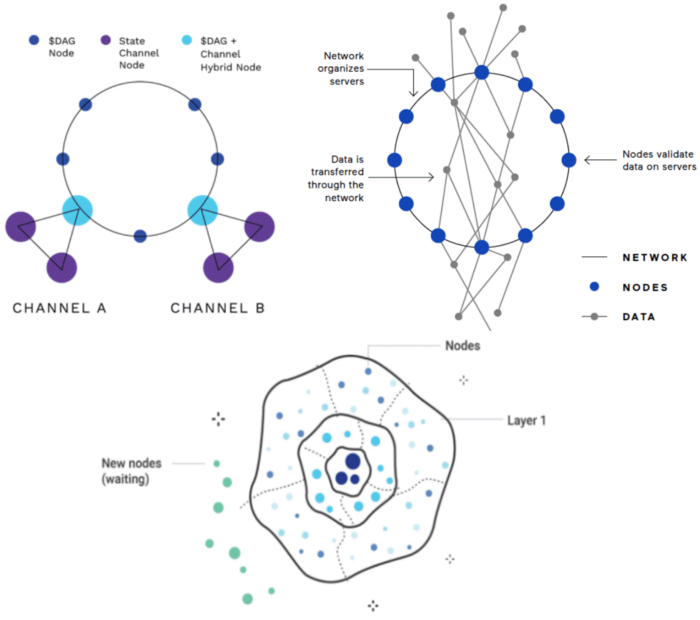 $DAG
Node
State
Channel
Node
$DAG +
Channel
Hybrid Node
CHANNEL A
CHANNEL B
Network
organizes
servers
Data is
transferred
through the
network
Nodes validate
data on servers
NETWORK
NODES
DATA
Nodes
Layer 1
New nodes
(waiting)